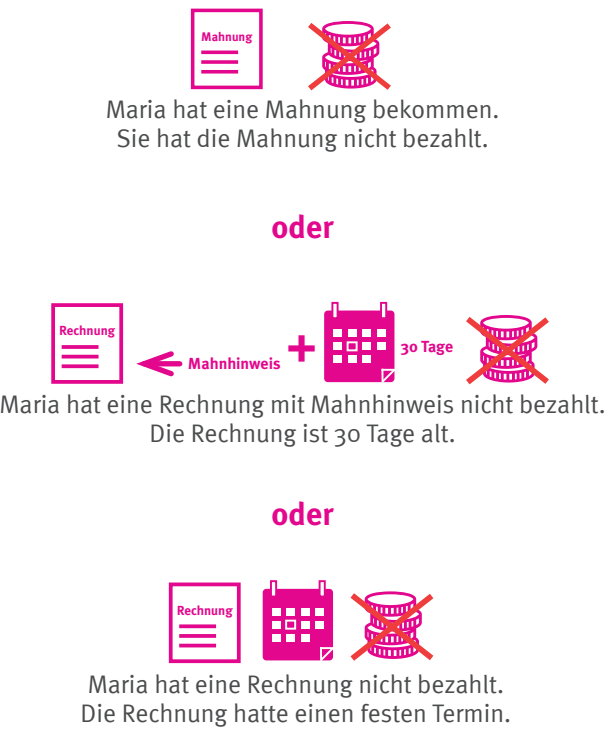 Mahnung
Maria hat eine Mahnung bekommen.
Sie hat die Mahnung nicht bezahlt.
oder
Rechnung
Mahnhinweis
30 Tage
Maria hat eine Rechnung mit Mahnhinweis nicht bezahlt.
Die Rechnung ist 30 Tage alt.
oder
Rechnung
Maria hat eine Rechnung nicht bezahlt.
Die Rechnung hatte einen festen Termin.